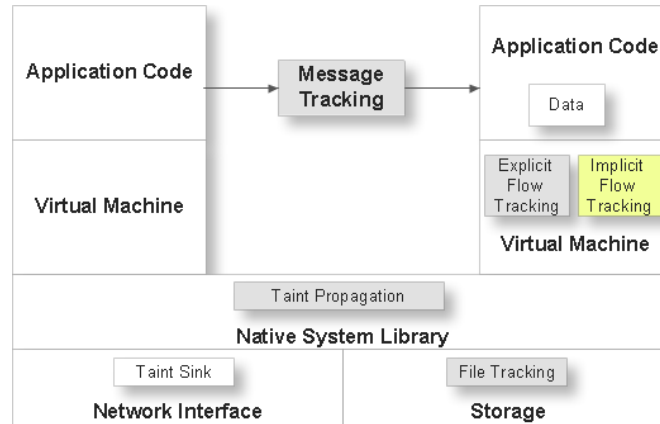 Application Code
Message
Tracking
Application Code
Data
Virtual Machine
Explicit
Flow
Tracking
Implicit
Flow
Tracking
Virtual Machine
Taint Propagation
Native System Library
Taint Sink
Network Interface
File Tracking
Storage